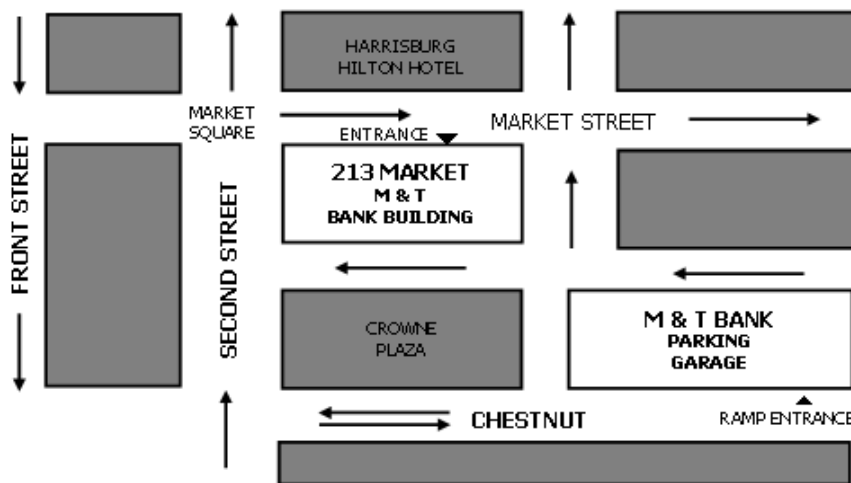 HARRISBURG
HILTON HOTEL
MARKET
SQUARE
MARKET STREET
ENTRANCE
FRONT STREET
SECOND STREET
213 MARKET
M & T
BANK BUILDING
CROWNE
PLAZA
M & T BANK
PARKING
GARAGE
CHESTNUT
RAMP ENTRANCE